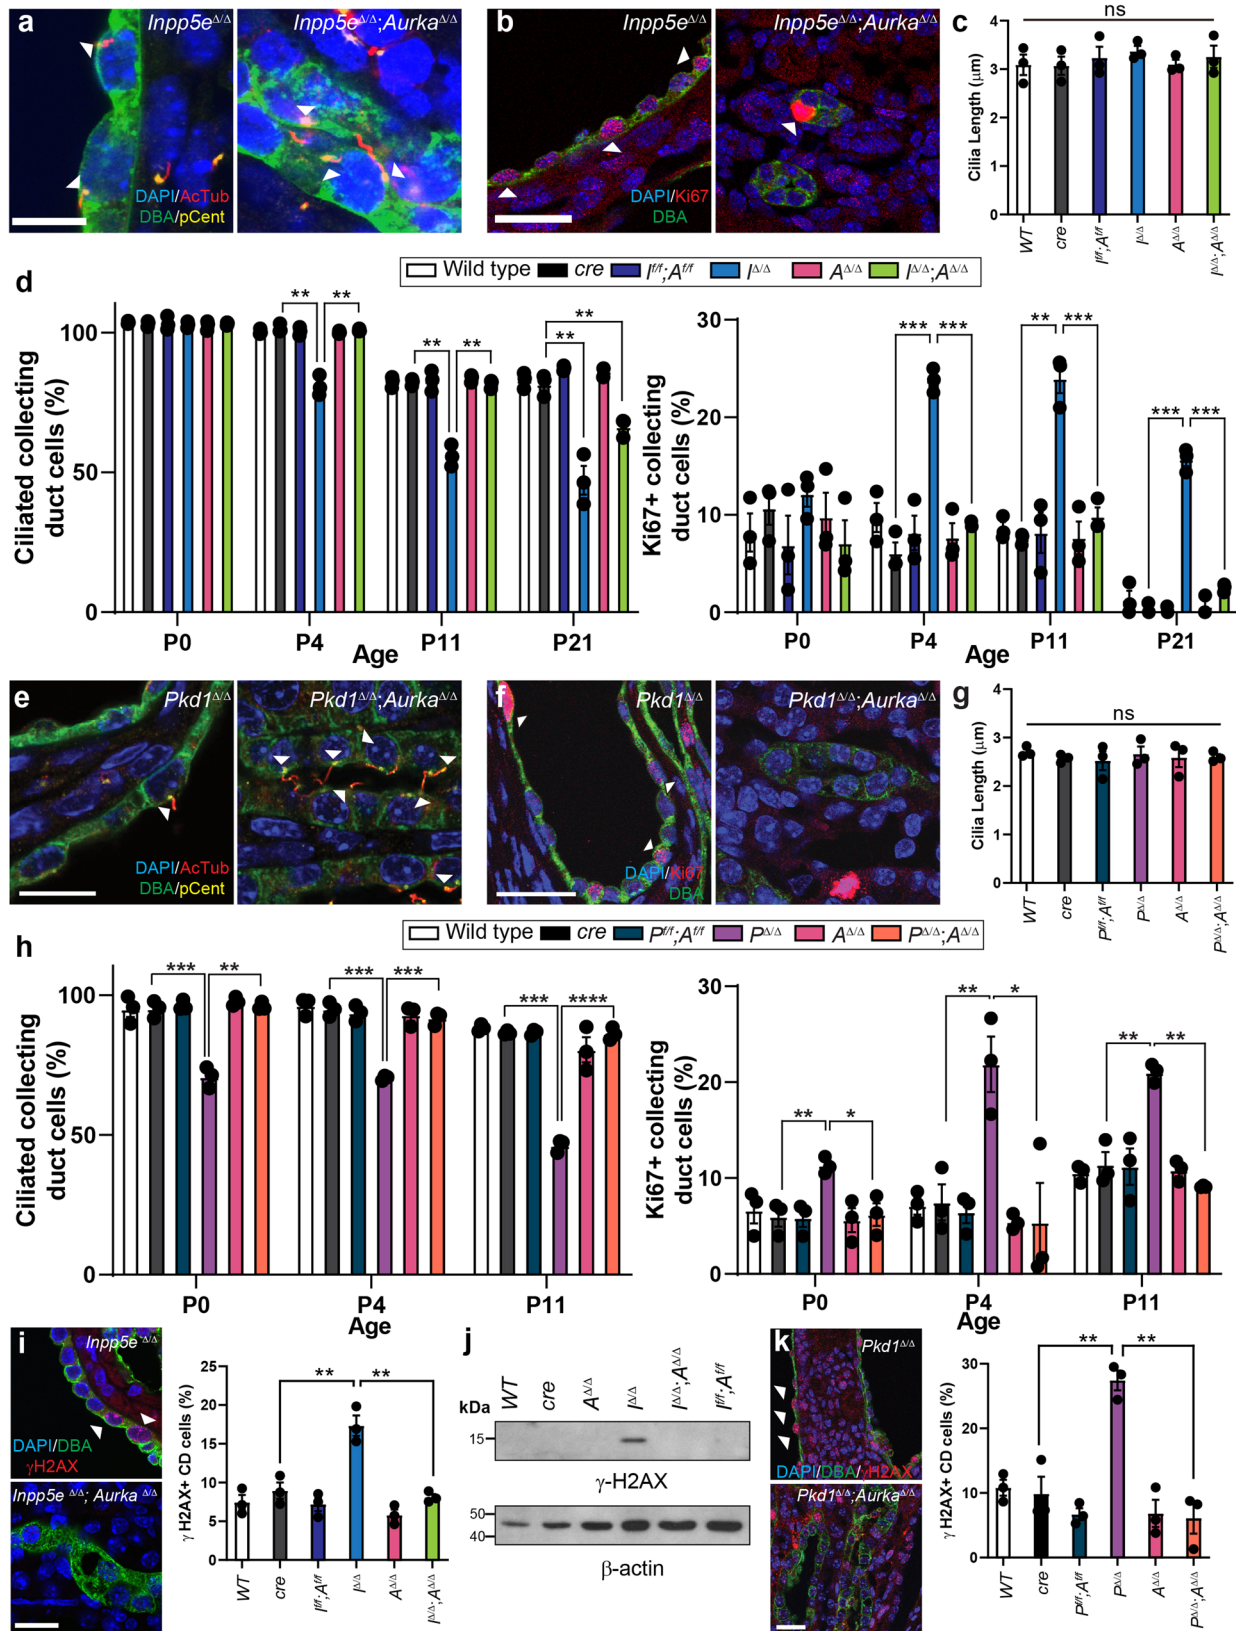 a
Inpp5eΔ/Δ
Inpp5eΔ/Δ;AurkaΔ/Δ
DAPI/AcTub
DBA/pCent
b
Inpp5eΔ/Δ
Inpp5eΔ/Δ;AurkaΔ/Δ
DAPI/Ki67
DBA
c
ns
Cilia Length (μm)
4
3
2
1
0
WT
cre
If/f;Af/f
IΔ/Δ
AΔ/Δ
IΔ/Δ;AΔ/Δ
Wild type
cre
If/f;Af/f
IΔ/Δ
AΔ/Δ
IΔ/Δ;AΔ/Δ
d
Ciliated collecting
duct cells (%)
100
50
0
** **
** **
**
**
P0
P4
P11
P21
Age
Ki67+ collecting
duct cells (%)
30
20
10
0
*** ***
** ***
*** ***
P0
P4
P11
P21
Age
e
Pkd1Δ/Δ
Pkd1Δ/Δ;AurkaΔ/Δ
DAPI/AcTub
DBA/pCent
f
Pkd1Δ/Δ
Pkd1Δ/Δ;AurkaΔ/Δ
DAPI/Ki67
DBA
g
ns
Cilia Length (μm)
4
3
2
1
0
WT
cre
Pf/f;Af/f
PΔ/Δ
AΔ/Δ
PΔ/Δ;AΔ/Δ
Wild type
cre
Pf/f;Af/f
PΔ/Δ
AΔ/Δ
PΔ/Δ;AΔ/Δ
h
Ciliated collecting
duct cells (%)
100
50
0
*** **
*** ***
*** ****
P0
P4
P11
Age
Ki67+ collecting
duct cells (%)
30
20
10
0
** *
** *
** **
P0
P4
P11
Age
i
Inpp5e Δ/Δ
DAPI/DBA
γH2AX
Inpp5e Δ/Δ; Aurka Δ/Δ
γ H2AX+ CD cells (%)
25
20
15
10
5
0
** **
WT
cre
If/f;Af/f
IΔ/Δ
AΔ/Δ
IΔ/Δ;AΔ/Δ
j
WT
cre
AΔ/Δ
IΔ/Δ
IΔ/Δ;AΔ/Δ
If/f;Af/f
kDa
15
γ-H2AX
50
40
β-actin
k
Pkd1Δ/Δ
DAPI/DBA/γH2AX
Pkd1Δ/Δ;AurkaΔ/Δ
γ H2AX+ CD cells (%)
30
20
10
0
** **
WT
cre
Pf/f;Af/f
PΔ/Δ
AΔ/Δ
PΔ/Δ;AΔ/Δ